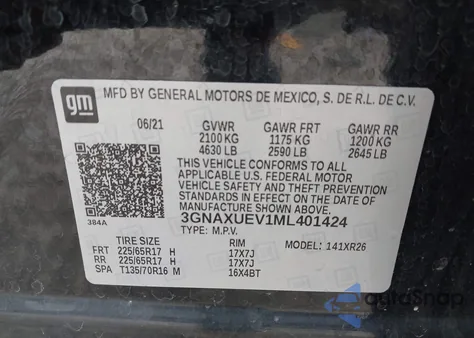 gm
MFD BY GENERAL MOTORS DE MEXICO, S. DE R.L. DE C.V.
06/21 GVWR GAWR FRT GAWR RR
2100 KG 1175 KG 1200 KG
4630 LB 2590 LB 2645 LB
THIS VEHICLE CONFORMS TO ALL
APPLICABLE U.S. FEDERAL MOTOR
VEHICLE SAFETY AND THEFT PREVENTION
STANDARDS IN EFFECT ON THE DATE OF
MANUFACTURE SHOWN ABOVE.
384A 3GNAXUEV1ML401424
TYPE: M.P.V.
TIRE SIZE RIM MODEL: 141XR26
FRT 225/65R17 H 17X7J
RR 225/65R17 H 17X7J
SPA T135/70R16 M 16X4BT
autoSnap